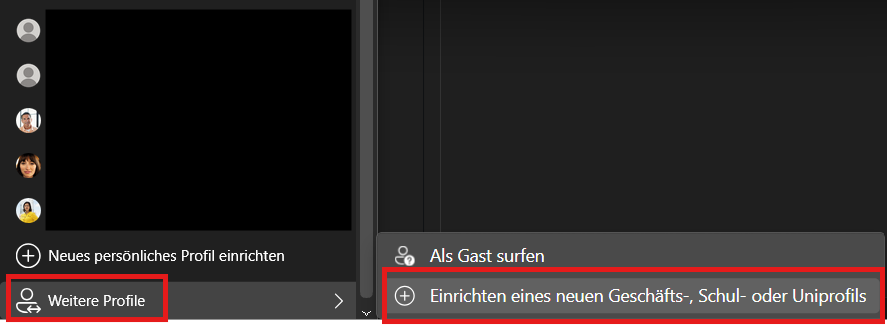 Neues persönliches Profil einrichten
Weitere Profile
Als Gast surfen
Einrichten eines neuen Geschäfts-, Schul- oder Uniprofils